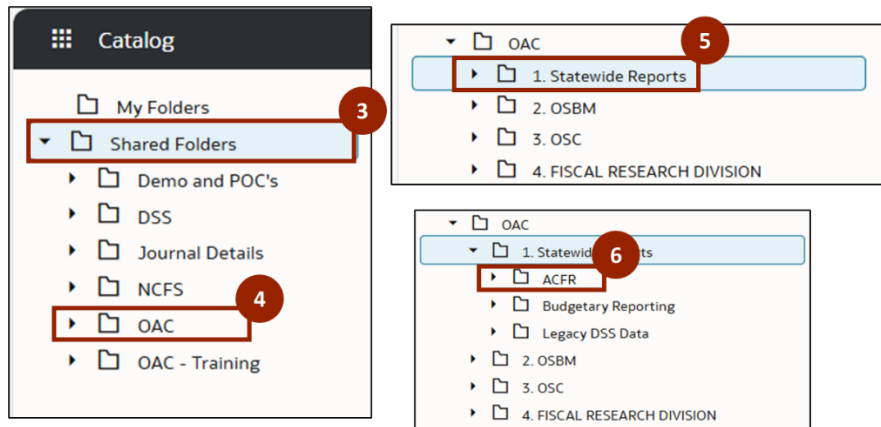 Catalog
My Folders
3
Shared Folders
Demo and POC's
DSS
Journal Details
NCFS
4
OAC
OAC - Training
OAC
5
1. Statewide Reports
2. OSBM
3. OSC
4. FISCAL RESEARCH DIVISION
OAC
1. Statewid 6 ts
ACFR
Budgetary Reporting
Legacy DSS Data
2. OSBM
3. OSC
4. FISCAL RESEARCH DIVISION